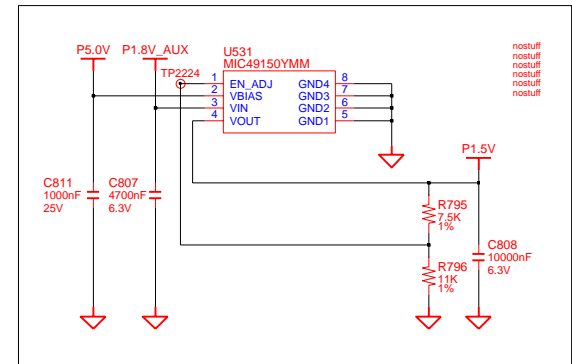 P5.0V P1.8V_AUX
U531
MIC49150YMM
TP2224
1 EN_ADJ GND4 8
2 VBIAS GND3 7
3 VIN GND2 6
4 VOUT GND1 5
nostuff
nostuff
nostuff
nostuff
nostuff
nostuff
P1.5V
C811
1000nF
25V
C807
4700nF
6.3V
R795
7.5K
1%
R796
11K
1%
C808
10000nF
6.3V